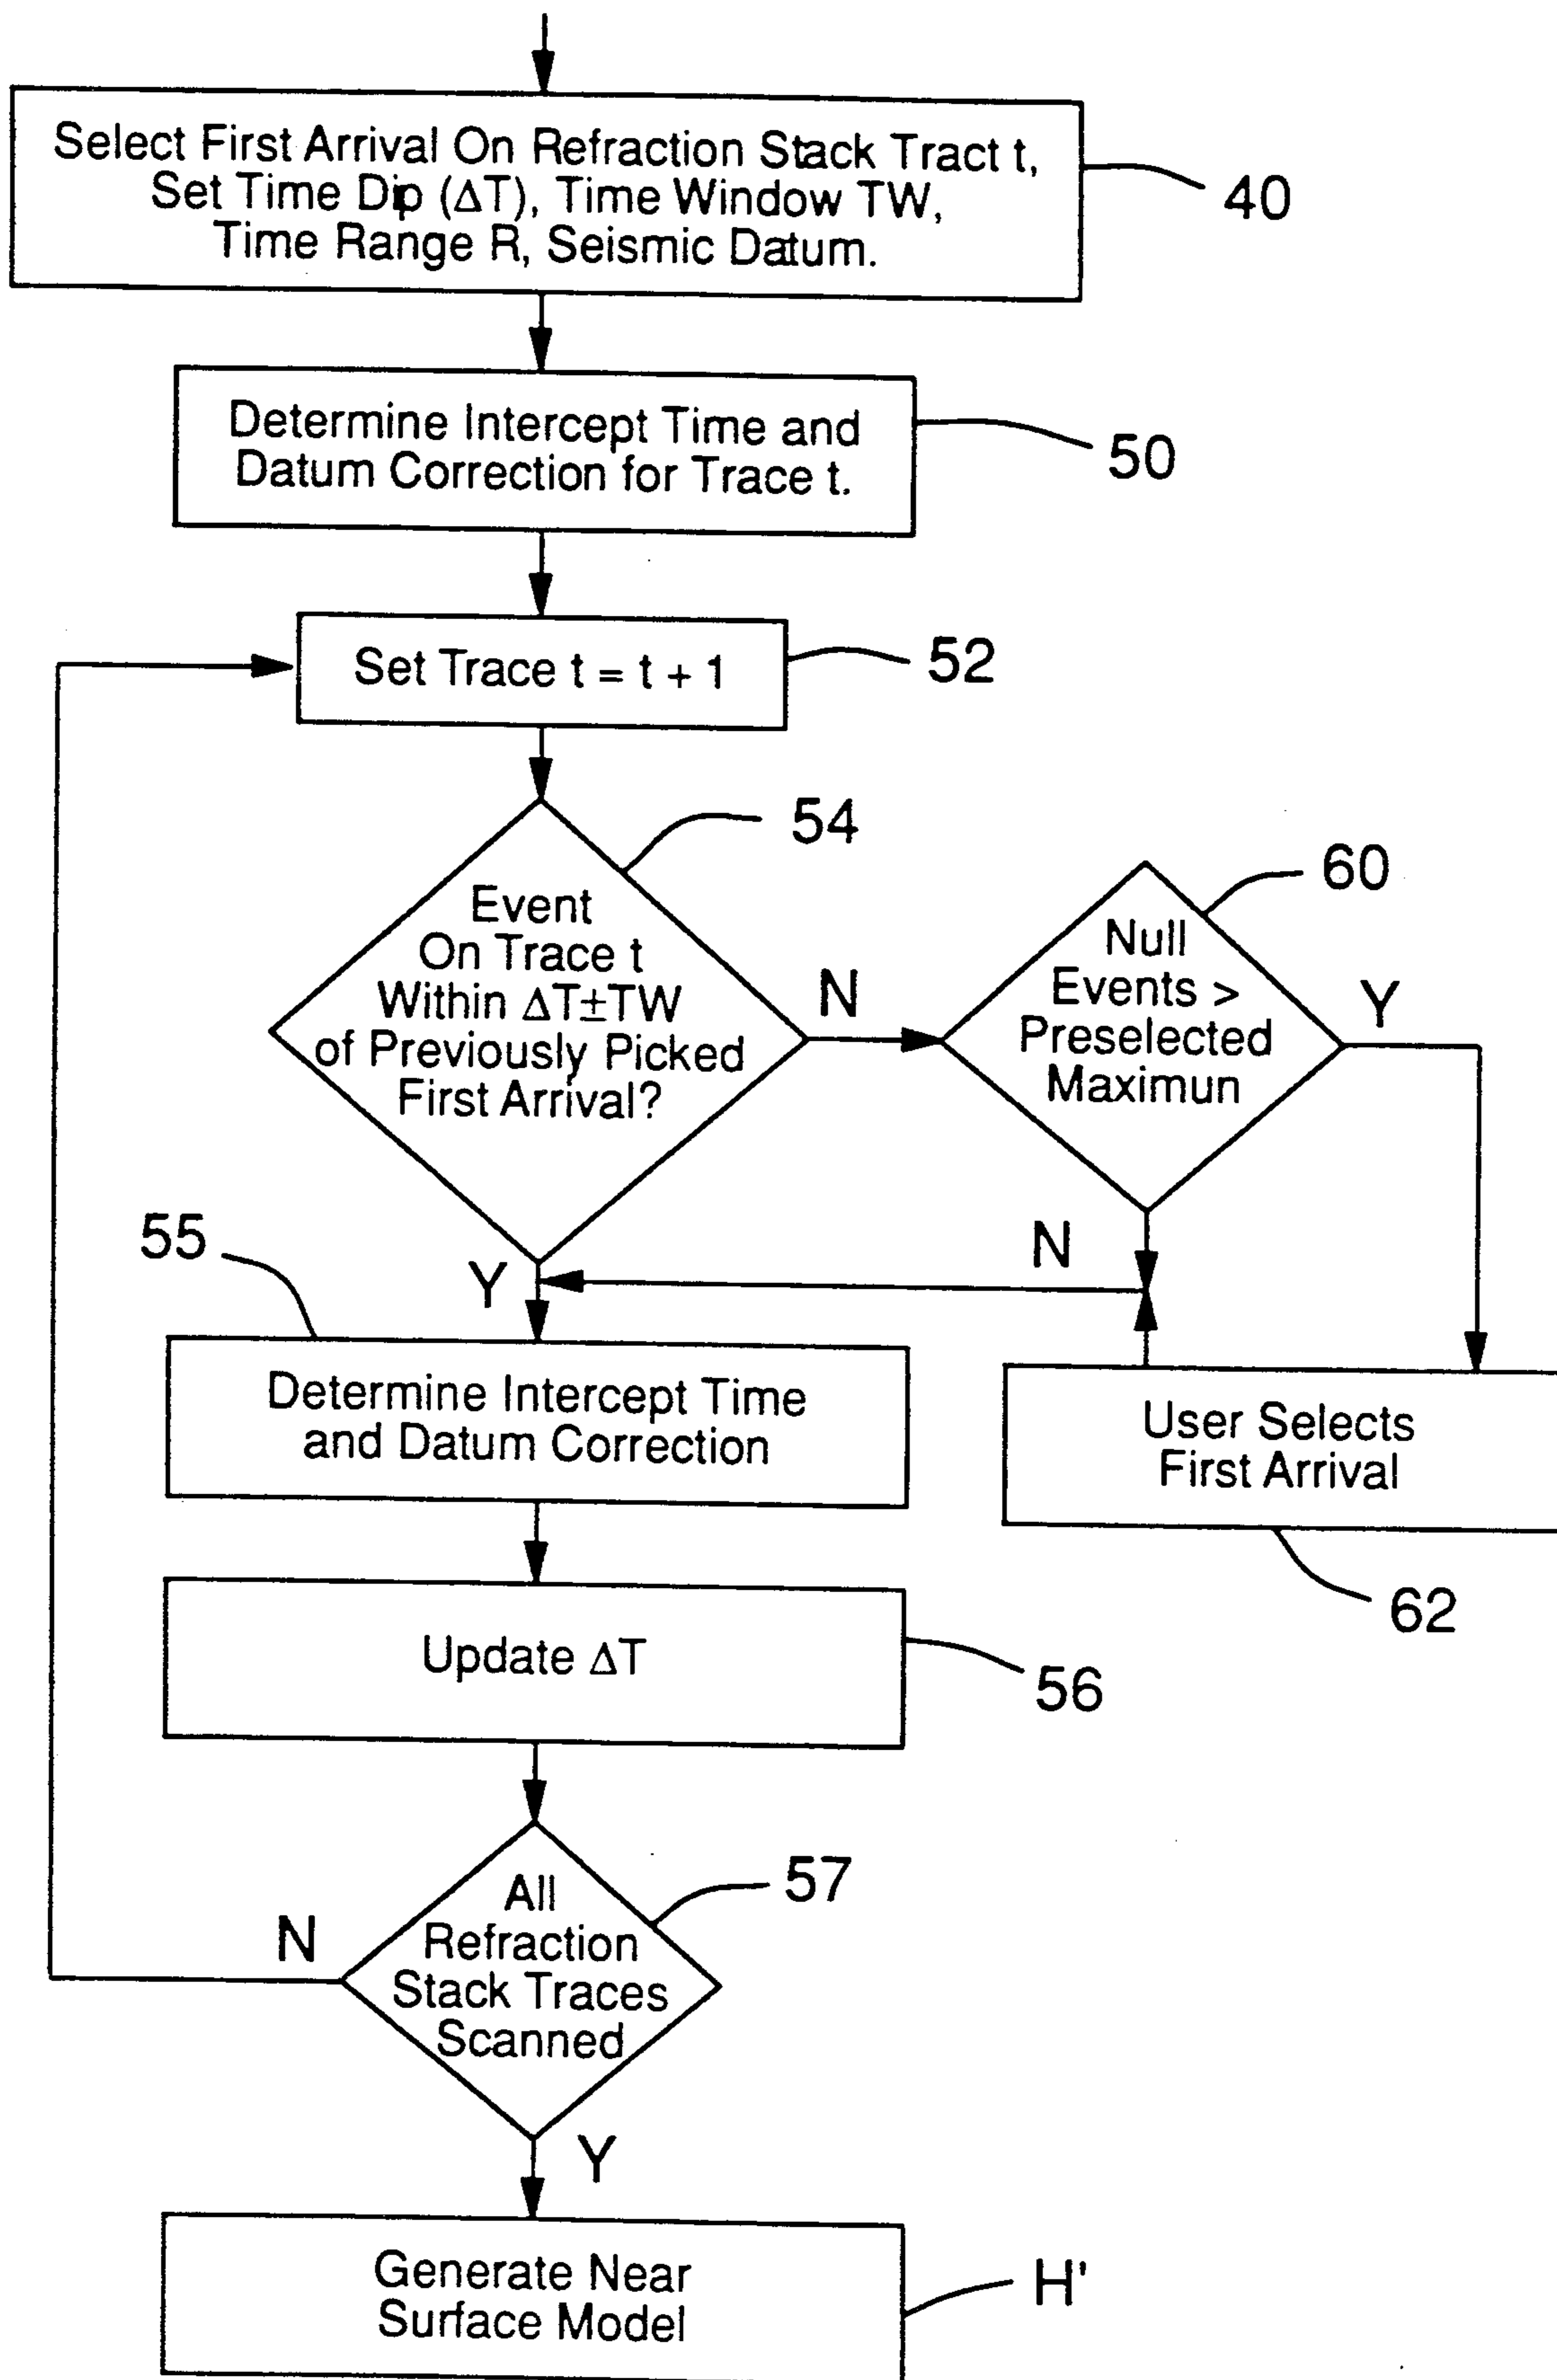 Select First Arrival On Refraction Stack Tract t,
Set Time Dip (ΔT), Time Window TW,
Time Range R, Seismic Datum.
40
Determine Intercept Time and
Datum Correction for Trace t.
50
Set Trace t = t + 1
52
54
Event
On Trace t
Within ΔT±TW
of Previously Picked
First Arrival?
N
60
Null
Events >
Preselected
Maximun
Y
N
Y
55
Determine Intercept Time
and Datum Correction
User Selects
First Arrival
62
Update ΔT
56
57
All
Refraction
Stack Traces
Scanned
N
Y
Generate Near
Surface Model
H'